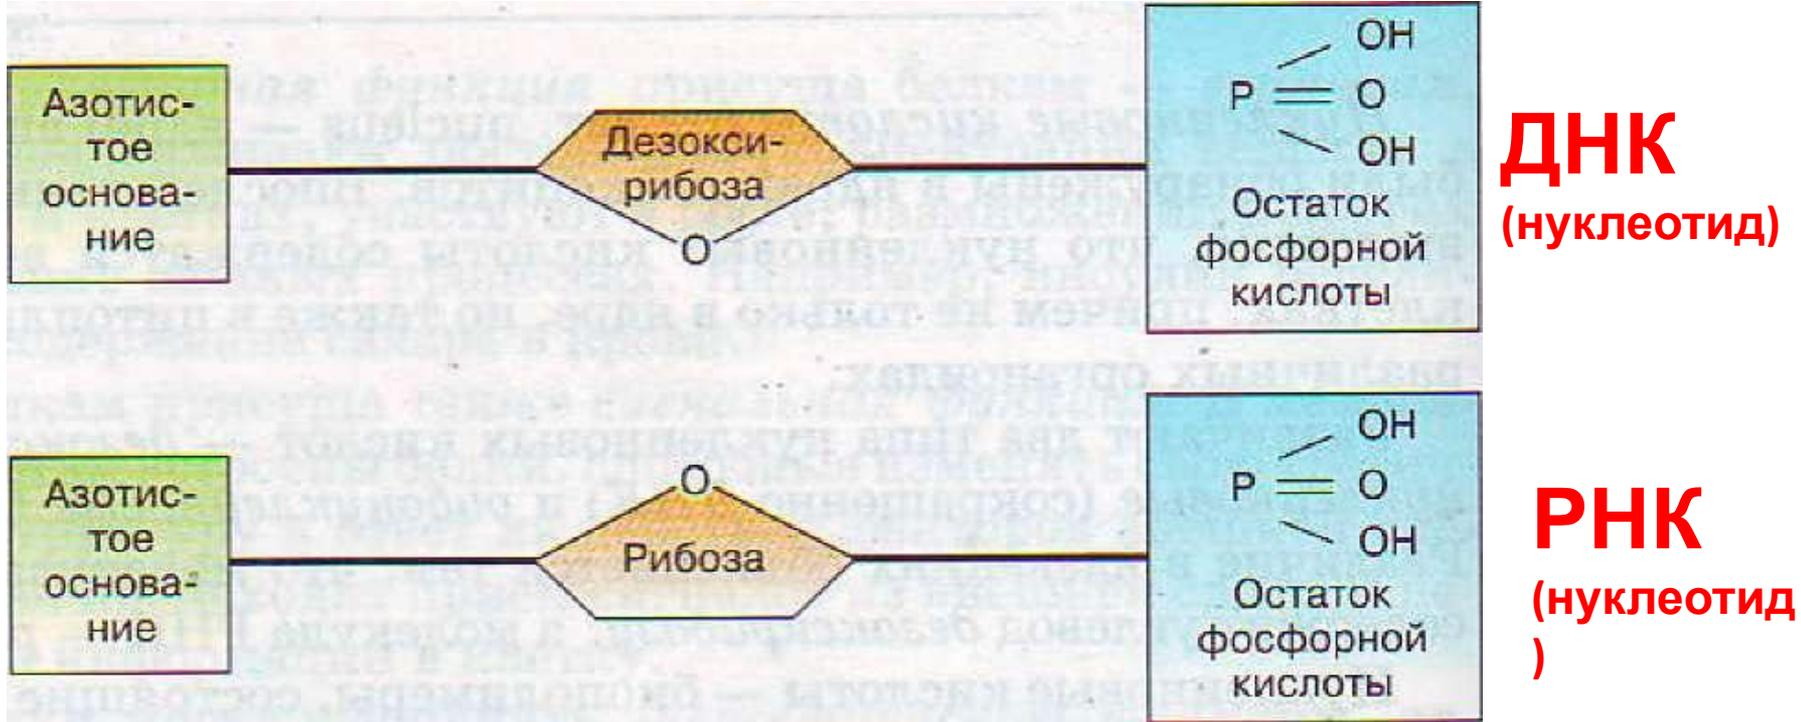 Азотис-
тое
основа-
ние
Дезокси-
рибоза
O
OH
P = O
OH
Остаток
фосфорной
кислоты
ДНК
(нуклеотид)
Азотис-
тое
основа-
ние
O
Рибоза
OH
P = O
OH
Остаток
фосфорной
кислоты
РНК
(нуклеотид
)